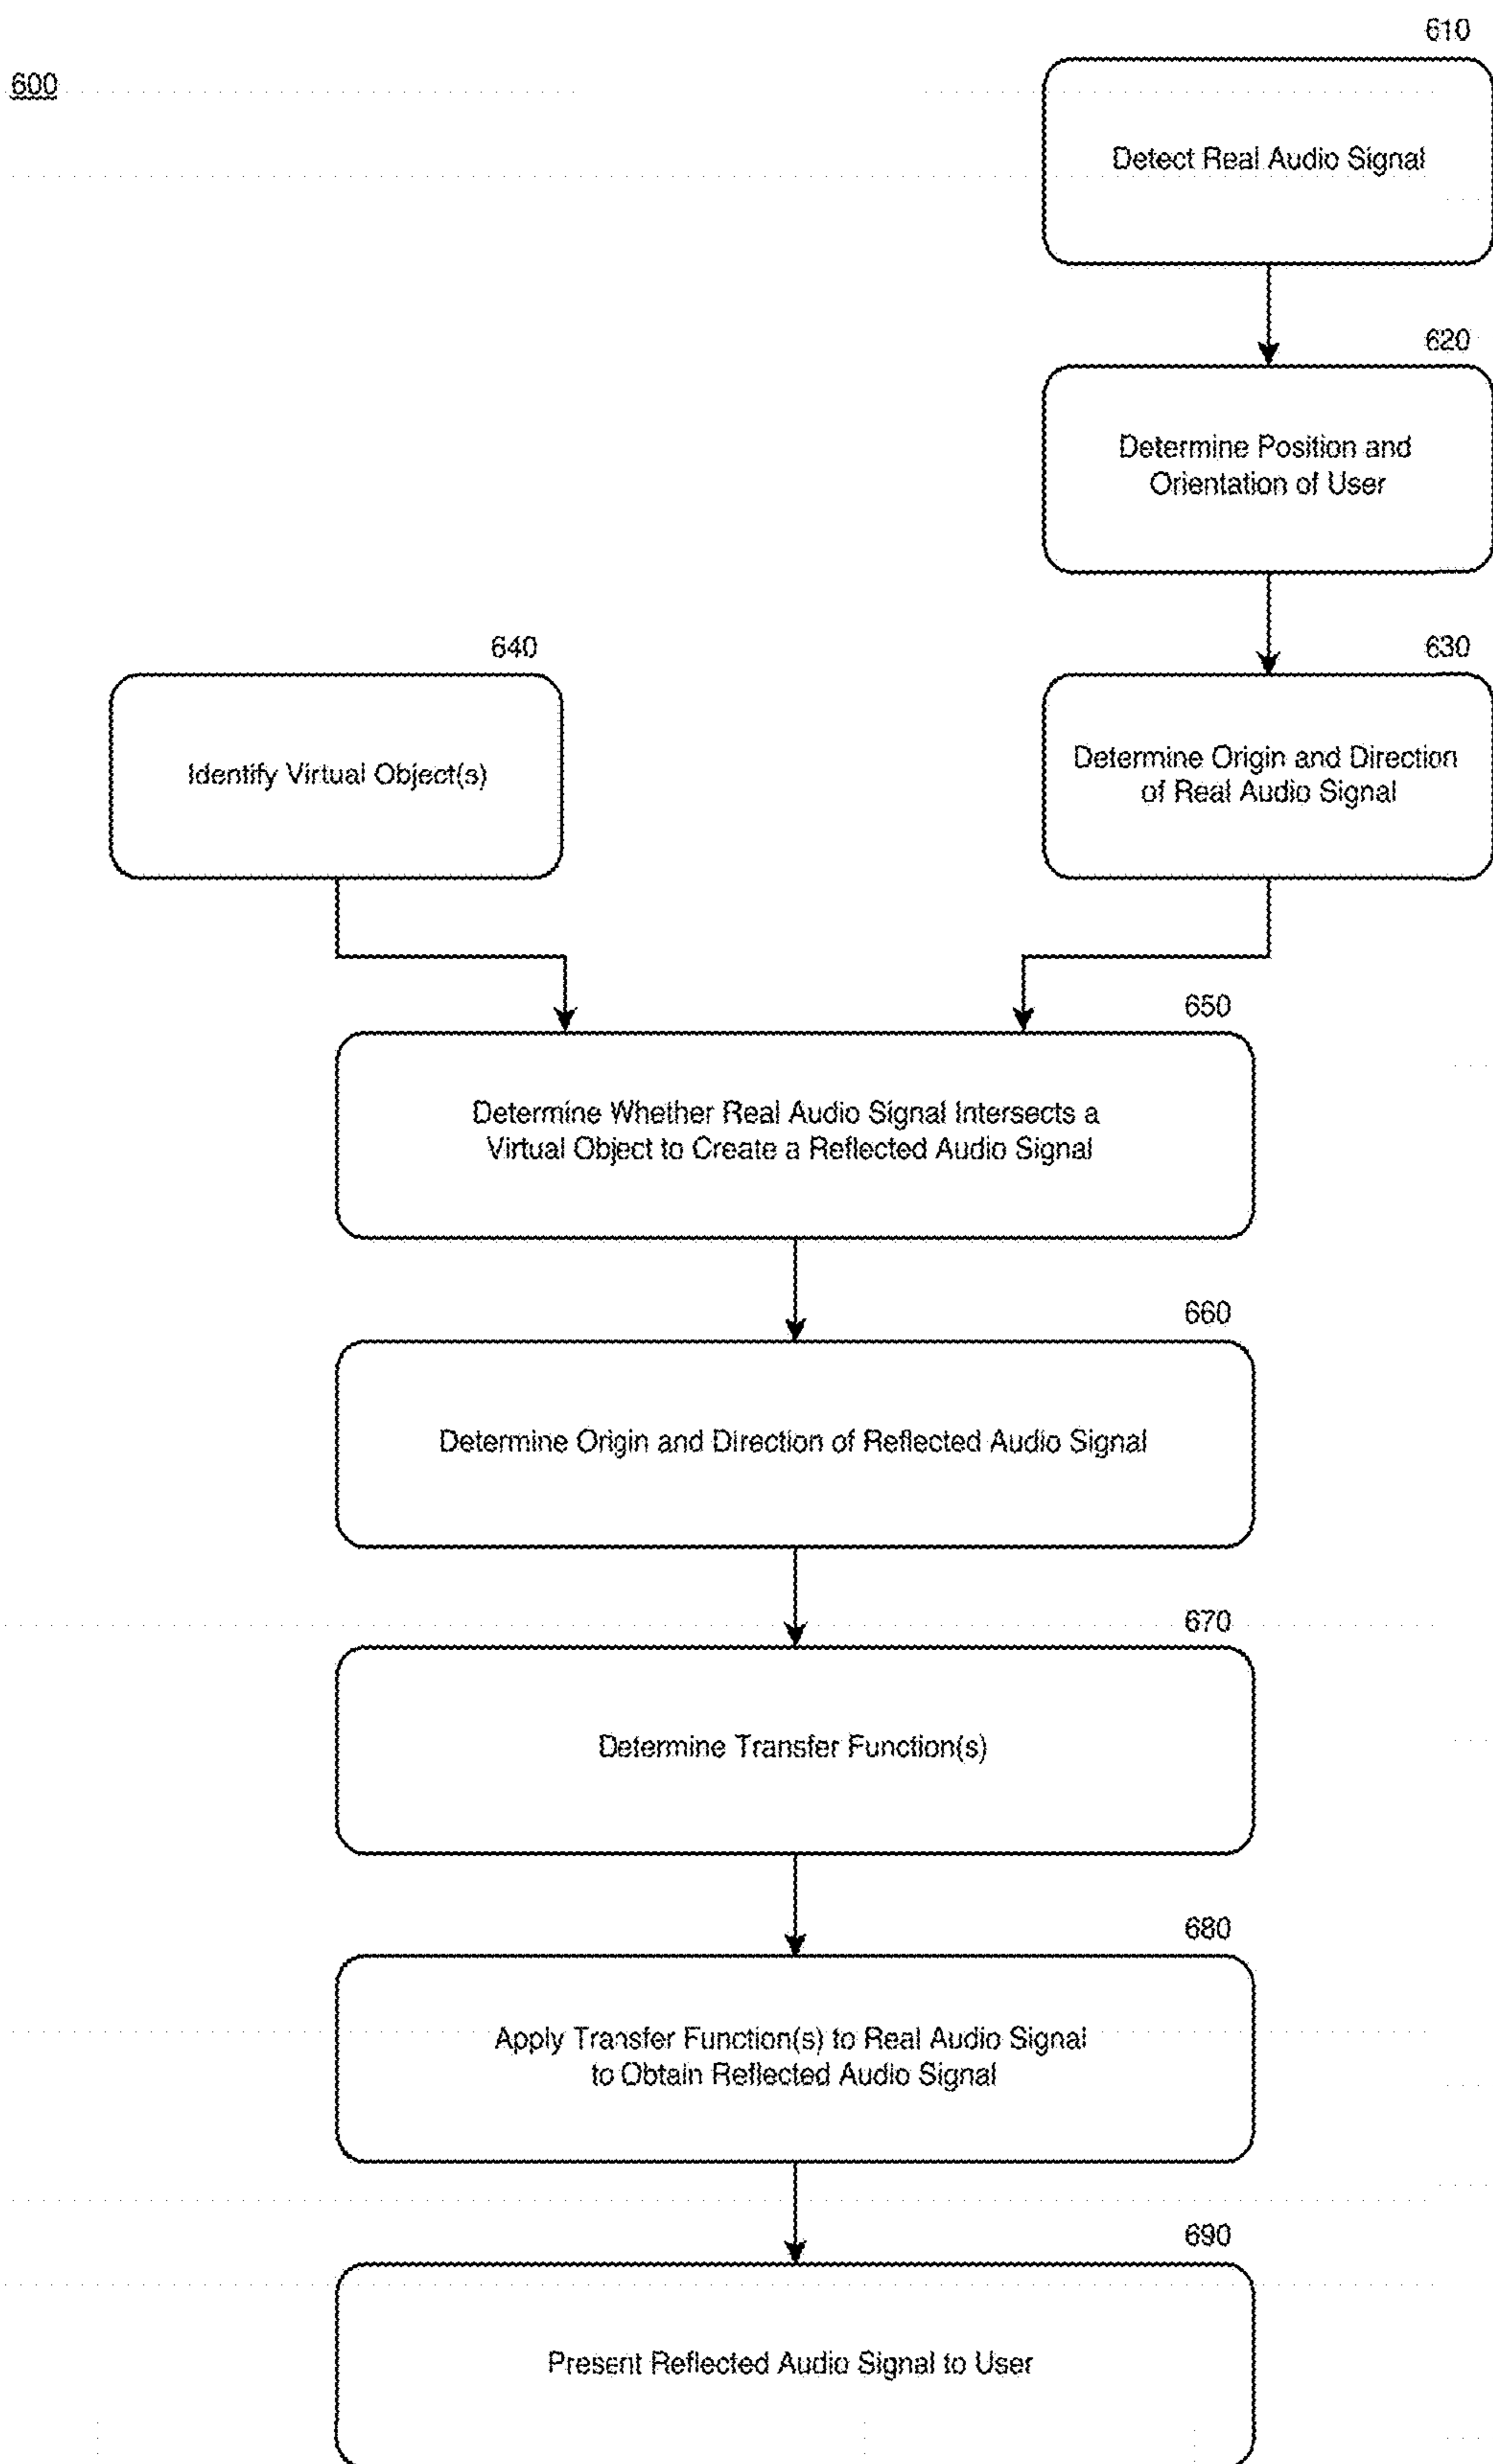 600
610
Detect Real Audio Signal
620
Determine Position and
Orientation of User
640
Identify Virtual Object(s)
630
Determine Origin and Direction
of Real Audio Signal
650
Determine Whether Real Audio Signal Intersects a
Virtual Object to Create a Reflected Audio Signal
660
Determine Origin and Direction of Reflected Audio Signal
670
Determine Transfer Function(s)
680
Apply Transfer Function(s) to Real Audio Signal
to Obtain Reflected Audio Signal
690
Present Reflected Audio Signal to User